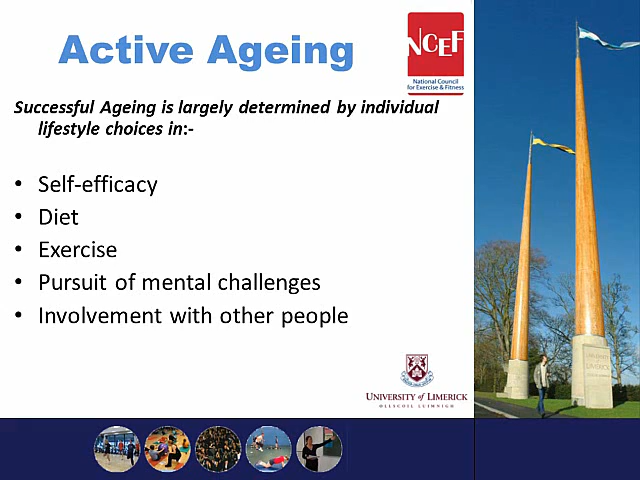 Active Ageing
NCEF
National Council
for Exercise & Fitness
Successful Ageing is largely determined by individual
lifestyle choices in:-
• Self-efficacy
• Diet
• Exercise
• Pursuit of mental challenges
• Involvement with other people
UNIVERSITY of LIMERICK
OLLSCOIL LUIMNIGH
LIMERICK